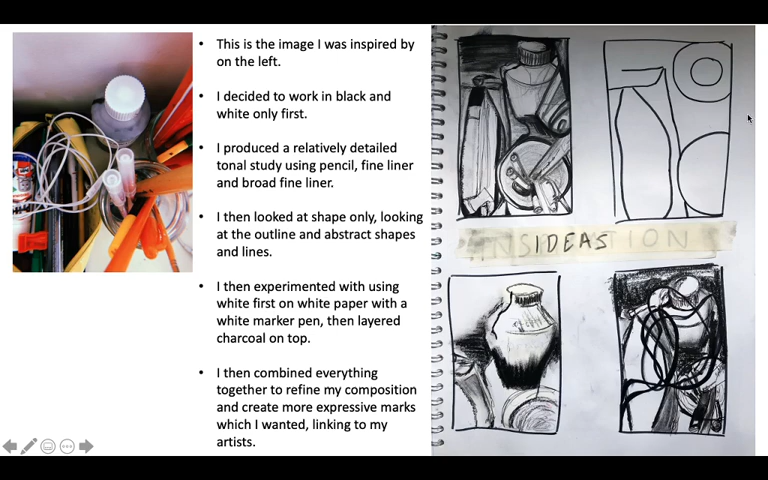 This is the image I was inspired by
on the left.
I decided to work in black and
white only first.
I produced a relatively detailed
tonal study using pencil, fine liner
and broad fine liner.
I then looked at shape only, looking
at the outline and abstract shapes
and lines.
I then experimented with using
white first on white paper with a
white marker pen, then layered
charcoal on top.
I then combined everything
together to refine my composition
and create more expressive marks
which I wanted, linking to my
artists.
IDEAS